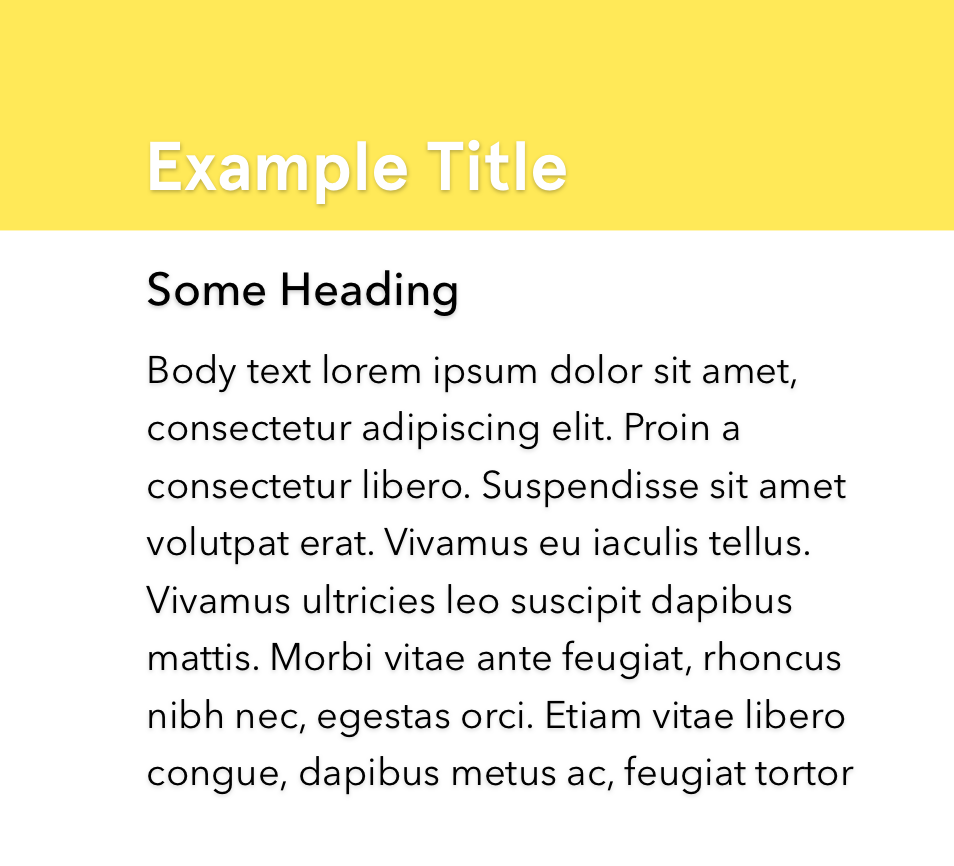 Example Title
Some Heading
Body text lorem ipsum dolor sit amet,
consectetur adipiscing elit. Proin a
consectetur libero. Suspendisse sit amet
volutpat erat. Vivamus eu iaculis tellus.
Vivamus ultricies leo suscipit dapibus
mattis. Morbi vitae ante feugiat, rhoncus
nibh nec, egestas orci. Etiam vitae libero
congue, dapibus metus ac, feugiat tortor